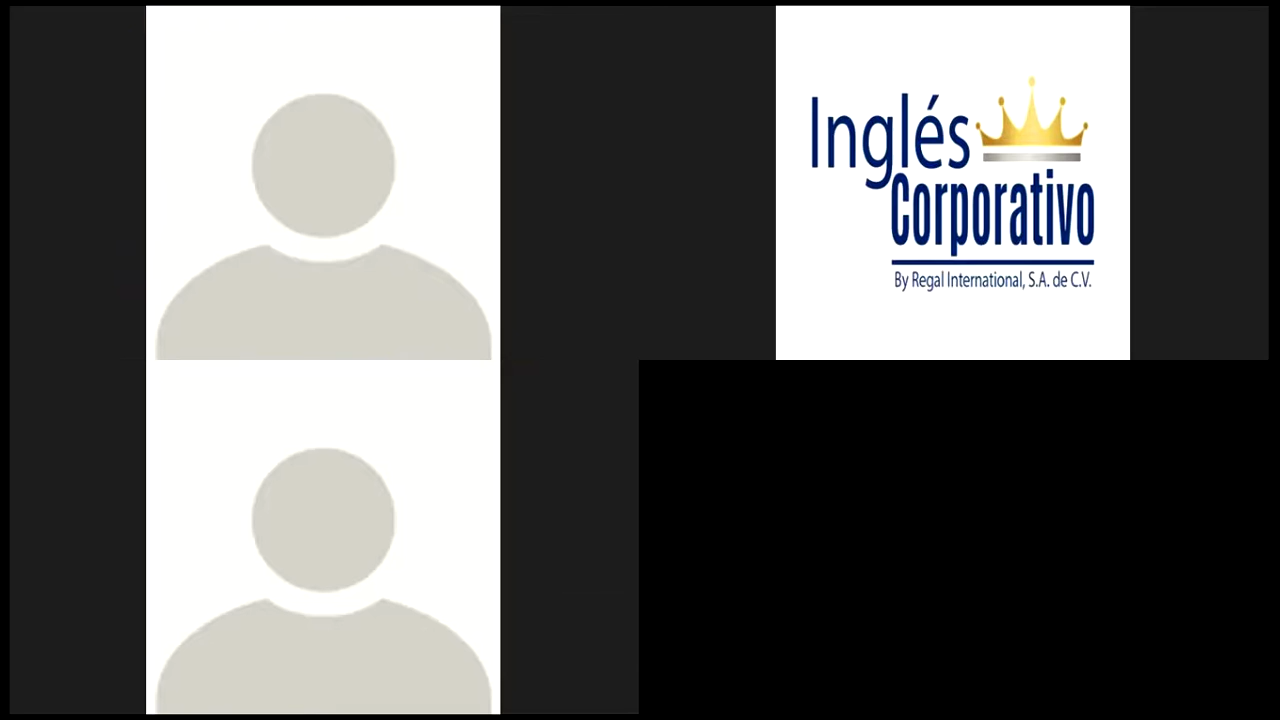 Inglés
Corporativo
By Regal International, S.A. de C.V.